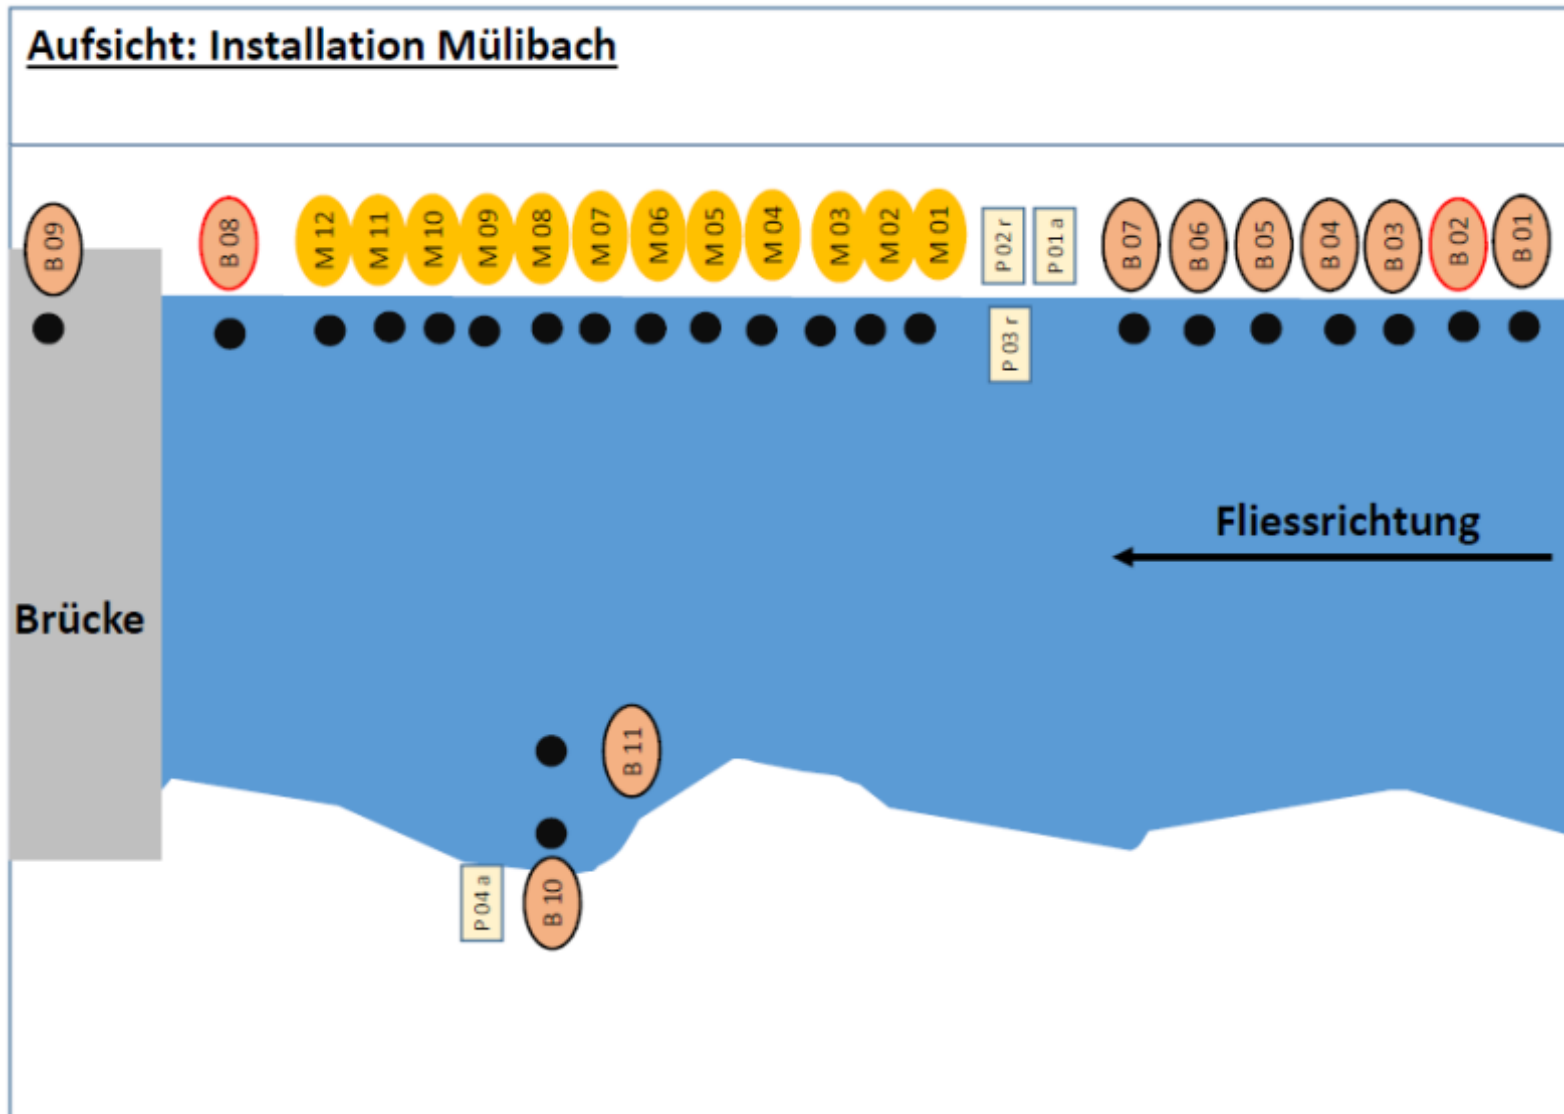 Aufsicht: Installation Mülibach
B 09
B 08
M 12
M 11
M 10
M 09
M 08
M 07
M 06
M 05
M 04
M 03
M 02
M 01
P 02 r
P 01 a
B 07
B 06
B 05
B 04
B 03
B 02
B 01
P 03 r
Fliessrichtung
Brücke
B 11
P 04 a
B 10